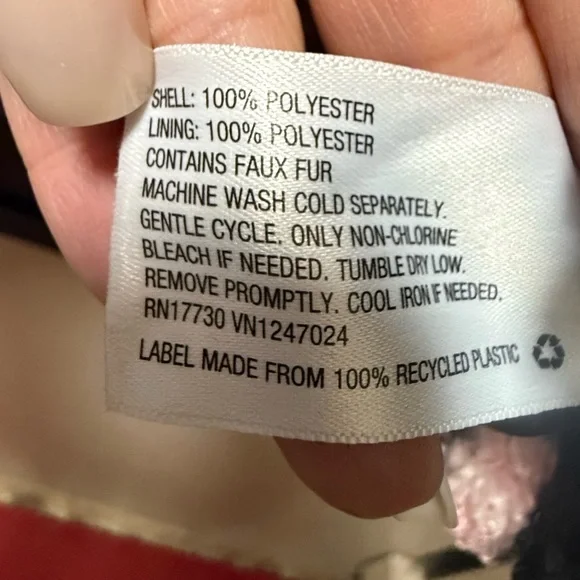 SHELL: 100% POLYESTER
LINING: 100% POLYESTER
CONTAINS FAUX FUR
MACHINE WASH COLD SEPARATELY.
GENTLE CYCLE. ONLY NON-CHLORINE
BLEACH IF NEEDED. TUMBLE DRY LOW.
REMOVE PROMPTLY. COOL IRON IF NEEDED.
RN17730 VN1247024
LABEL MADE FROM 100% RECYCLED PLASTIC